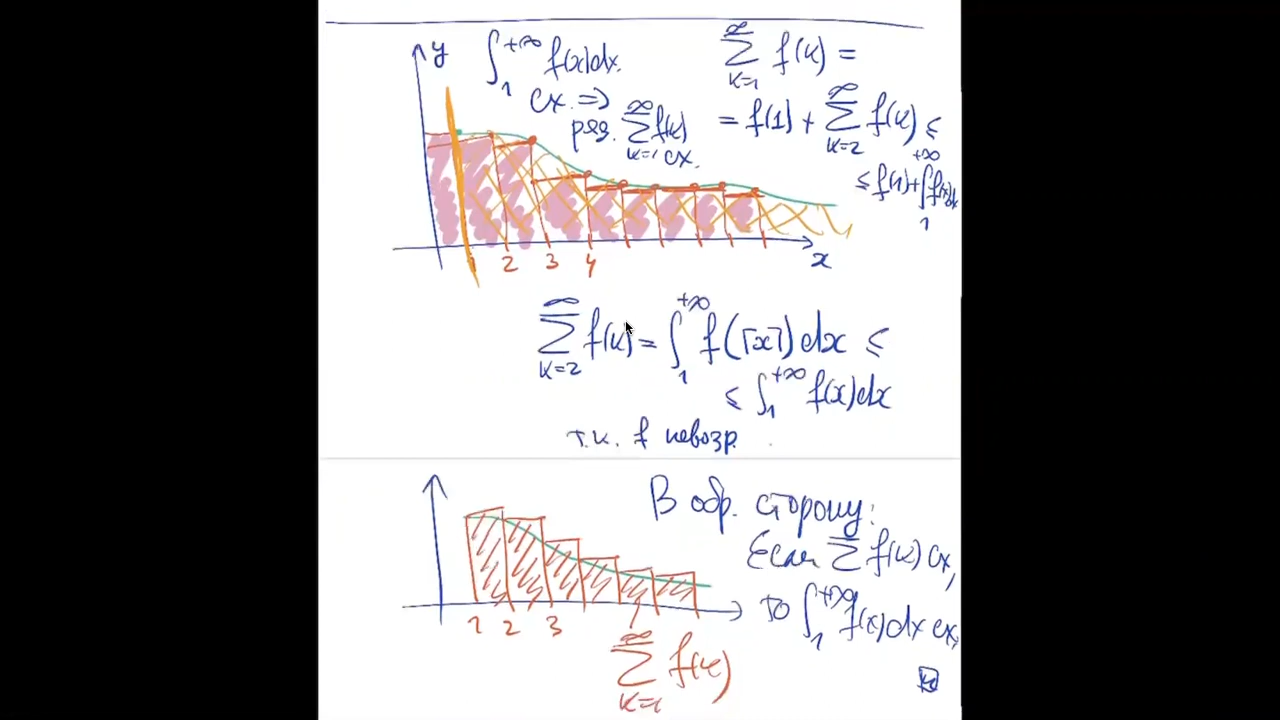 y
∫₁^{+∞} f(x)dx.
сх. ⇒
ряд. ∑_{k=1}^{∞} f(k)
сх.
∑_{k=1}^{∞} f(k) =
= f(1) + ∑_{k=2}^{∞} f(k) ≤
≤ f(1) + ∫₁^{+∞} f(x)dx
2 3 4
x
∑_{k=2}^{∞} f(k) = ∫₁^{+∞} f(⌈x⌉) dx ≤
≤ ∫₁^{+∞} f(x)dx
т.к. f невозр.
В обр. сторону:
Если ∑ f(k) сх,
то ∫₁^{+∞} f(x)dx сх,
1 2 3
∑_{k=1}^{∞} f(k)